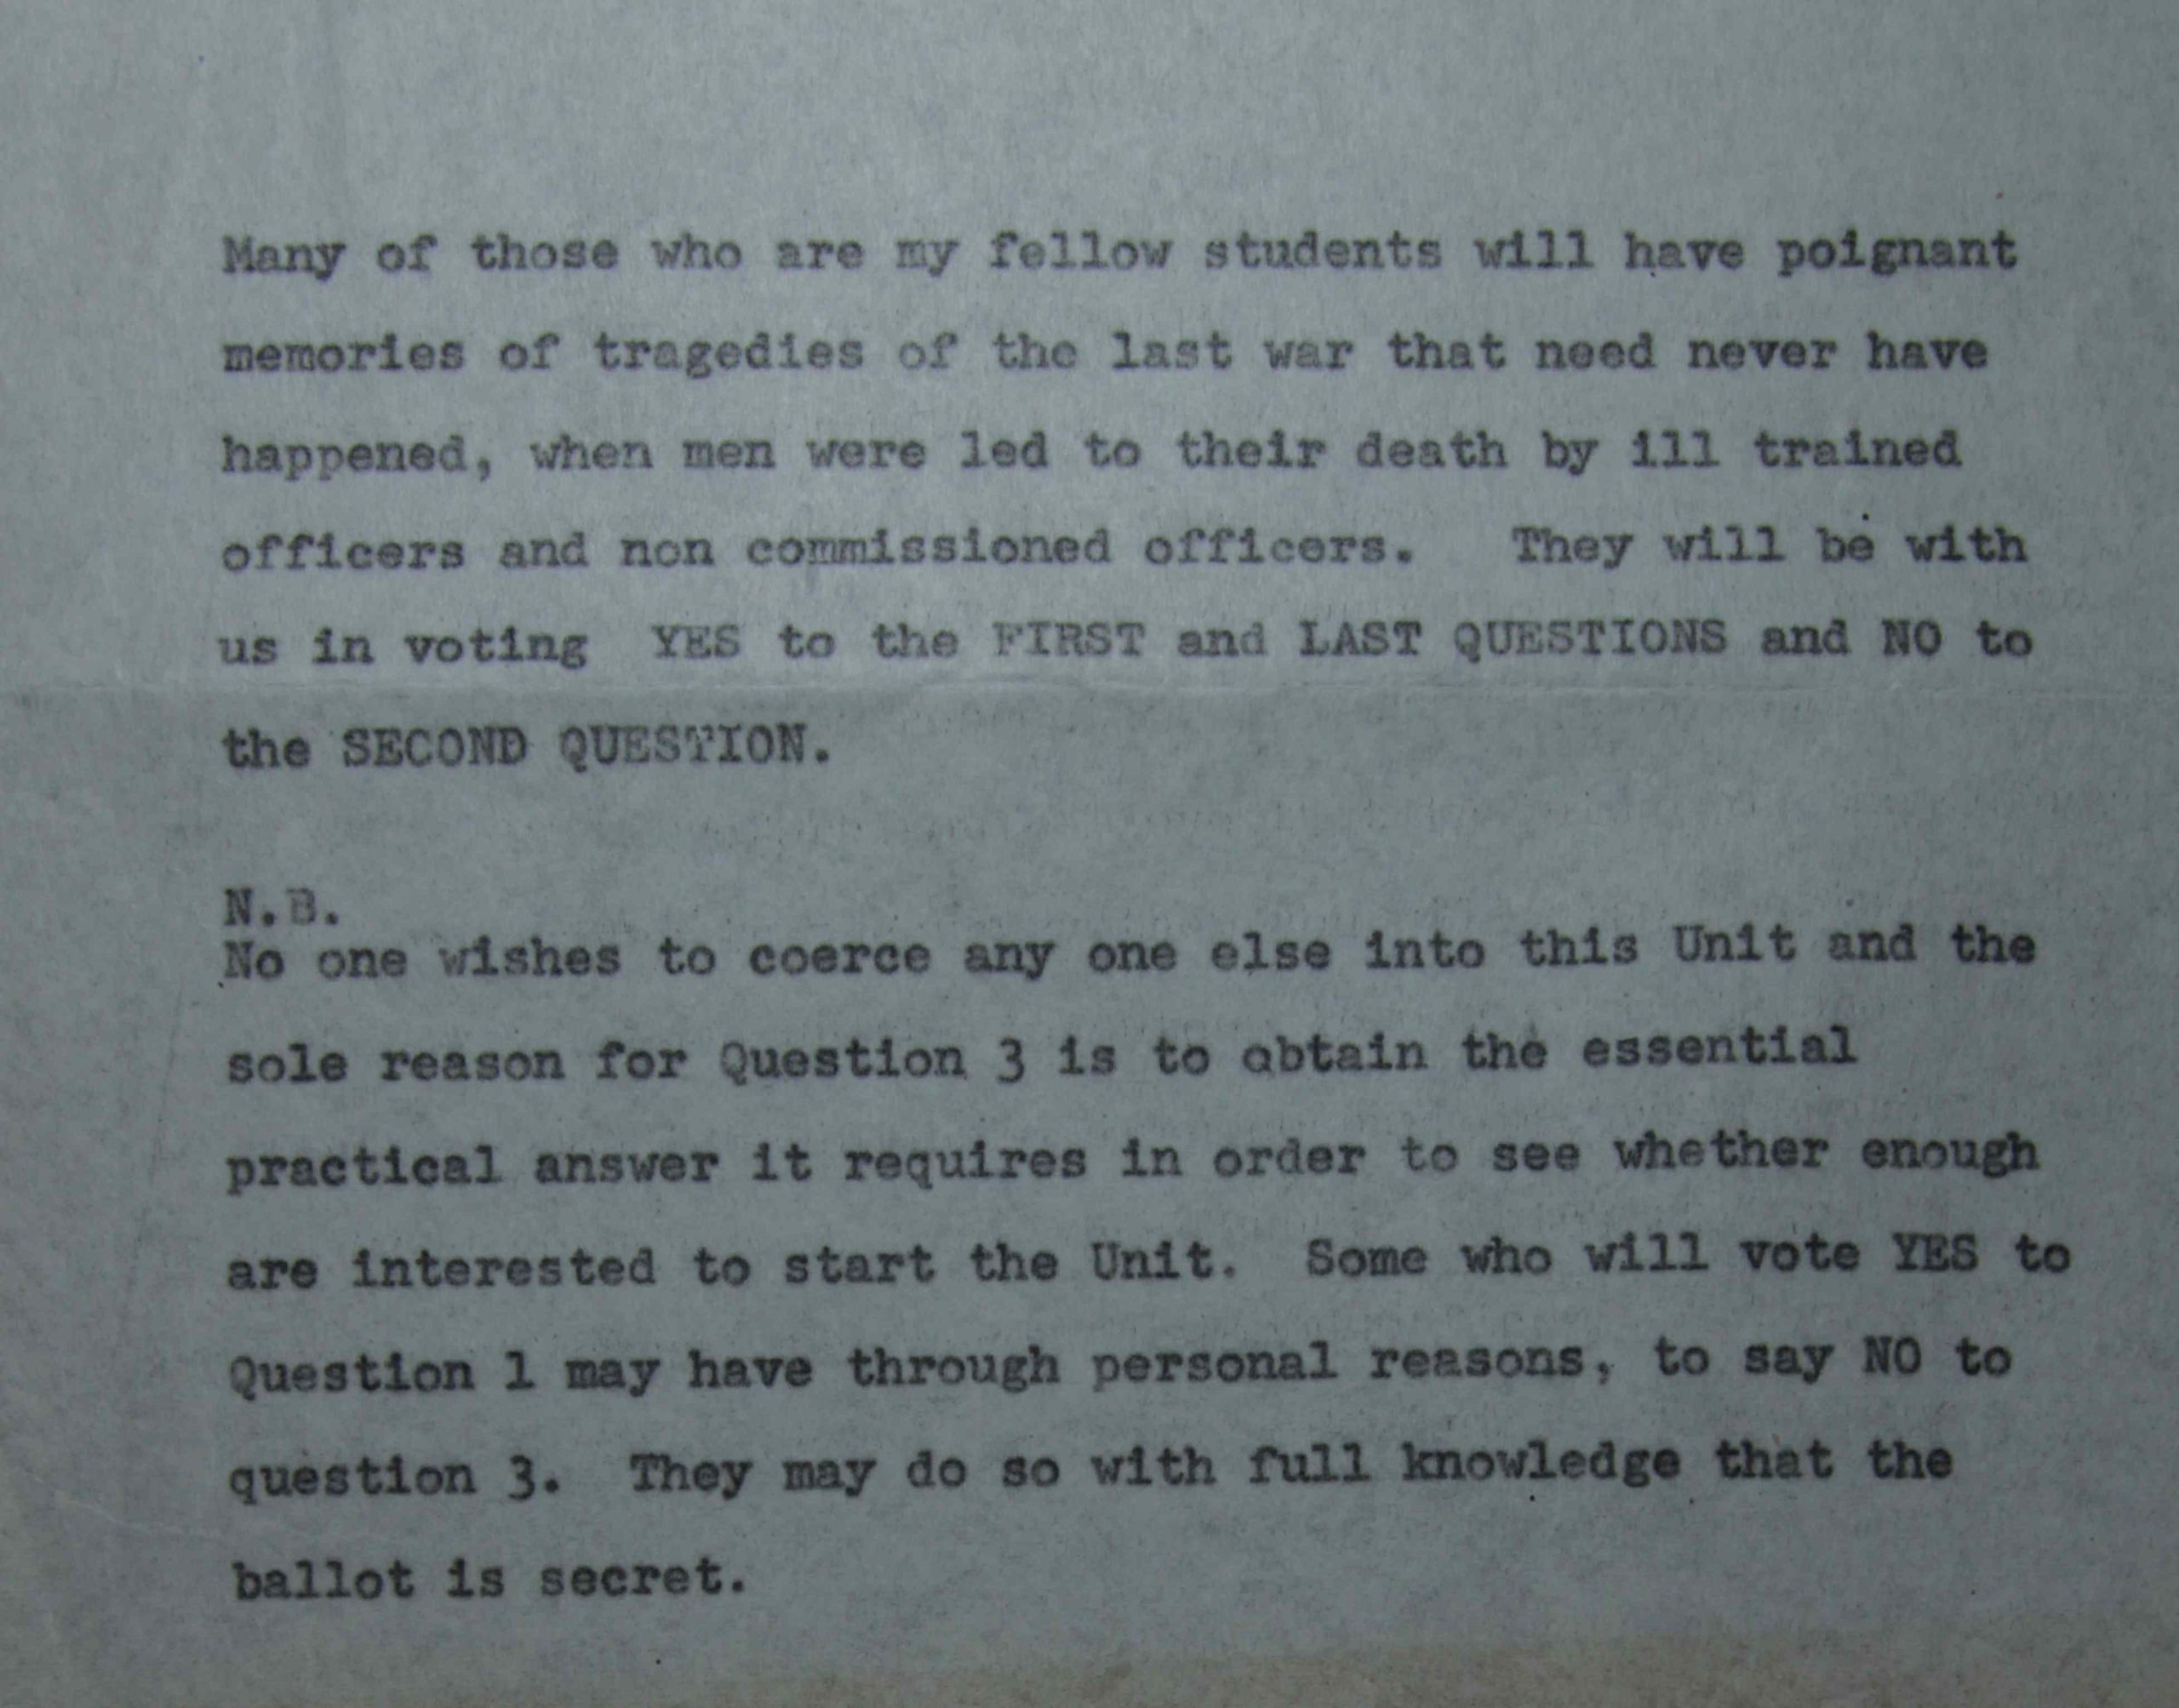 Many of those who are my fellow students will have poignant
memories of tragedies of the last war that need never have
happened, when men were led to their death by ill trained
officers and non commissioned officers. They will be with
us in voting YES to the FIRST and LAST QUESTIONS and NO to
the SECOND QUESTION.
N.B.
No one wishes to coerce any one else into this Unit and the
sole reason for Question 3 is to obtain the essential
practical answer it requires in order to see whether enough
are interested to start the Unit. Some who will vote YES to
Question 1 may have through personal reasons, to say NO to
question 3. They may do so with full knowledge that the
ballot is secret.